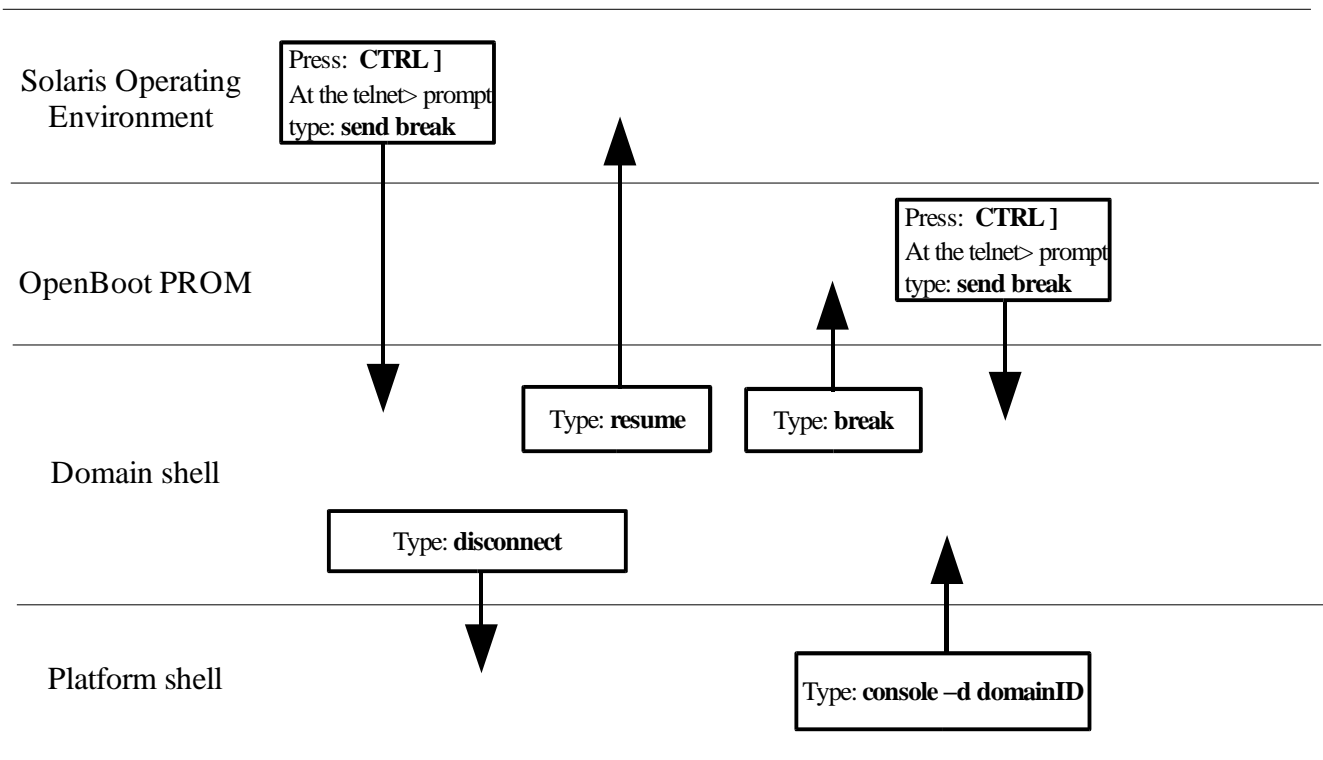 Solaris Operating
Environment
Press: CTRL ]
At the telnet> prompt
type: send break
OpenBoot PROM
Press: CTRL ]
At the telnet> prompt
type: send break
Domain shell
Type: resume
Type: break
Type: disconnect
Platform shell
Type: console –d domainID